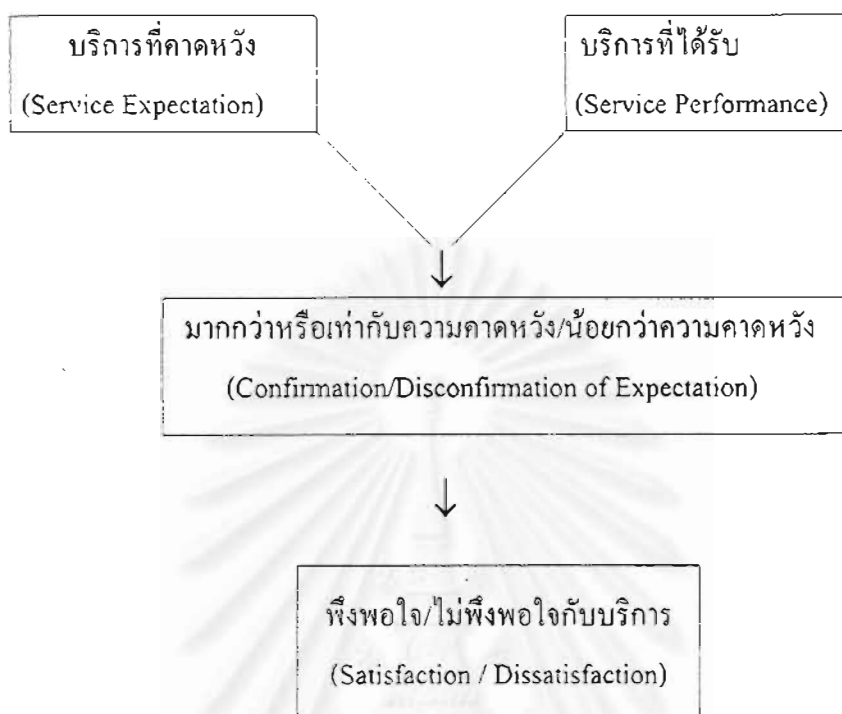 บริการที่คาดหวัง
(Service Expectation)
บริการที่ได้รับ
(Service Performance)
มากกว่าหรือเท่ากับความคาดหวัง/น้อยกว่าความคาดหวัง
(Confirmation/Disconfirmation of Expectation)
พึงพอใจ/ไม่พึงพอใจกับบริการ
(Satisfaction / Dissatisfaction)